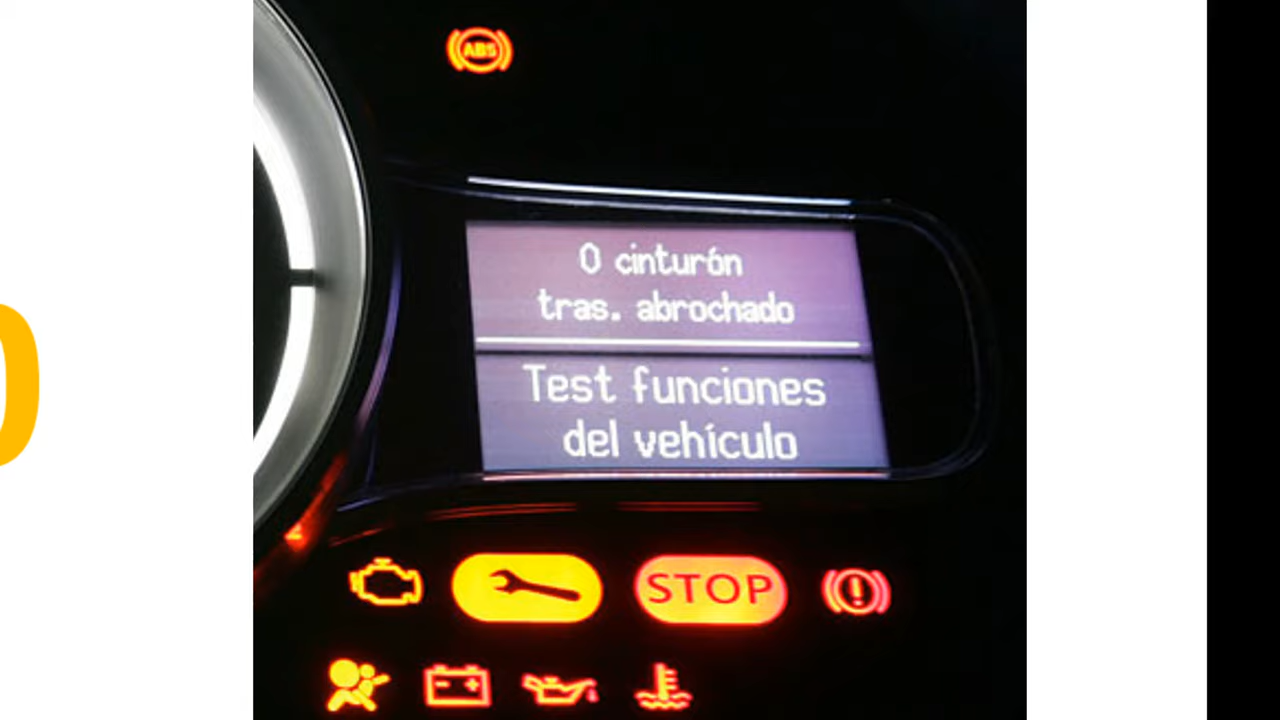 ABS
0 cinturón
tras. abrochado
Test funciones
del vehículo
STOP